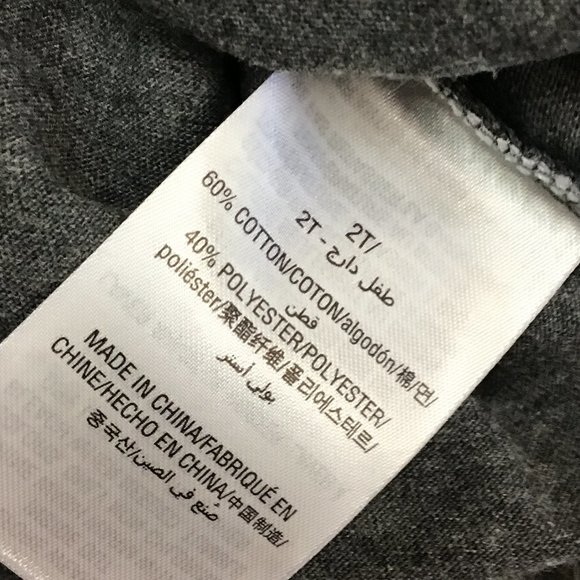 2T/
2T - طفل دارج
60% COTTON/COTON/algodón/棉/면/
قطن
40% POLYESTER/POLYESTER/
poliéster/聚酯纤维/폴리에스테르/
بولي استر
MADE IN CHINA/FABRIQUÉ EN
CHINE/HECHO EN CHINA/中国制造/
중국산/صنع في الصين/